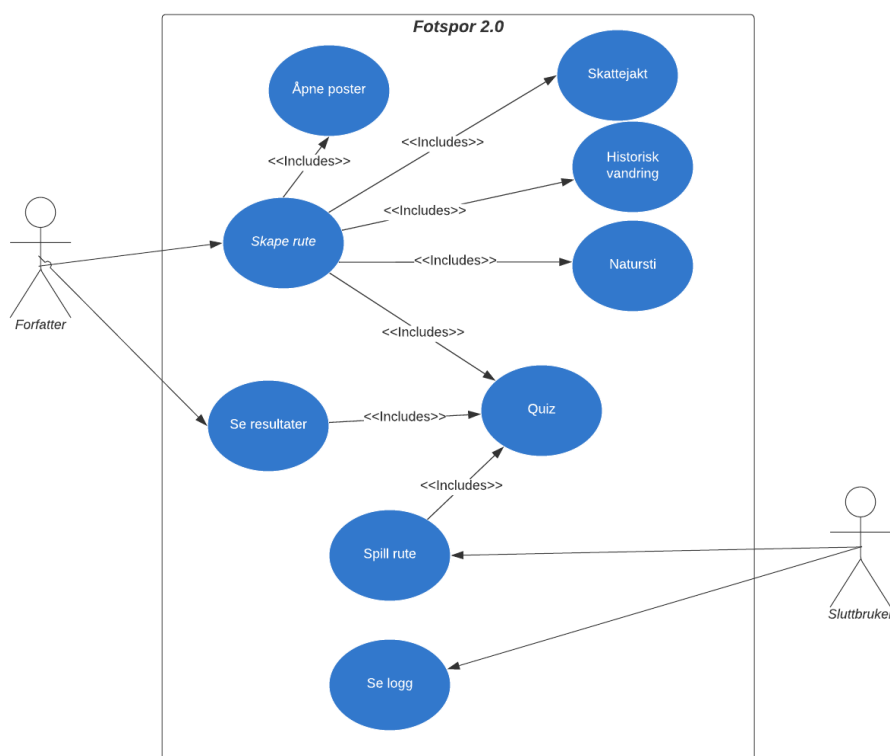 Fotspor 2.0
Åpne poster
Skattejakt
<<Includes>>
<<Includes>>
Historisk
vandring
<<Includes>>
Skape rute
<<Includes>>
Natursti
Forfatter
<<Includes>>
Se resultater
<<Includes>>
Quiz
<<Includes>>
Spill rute
Sluttbruker
Se logg